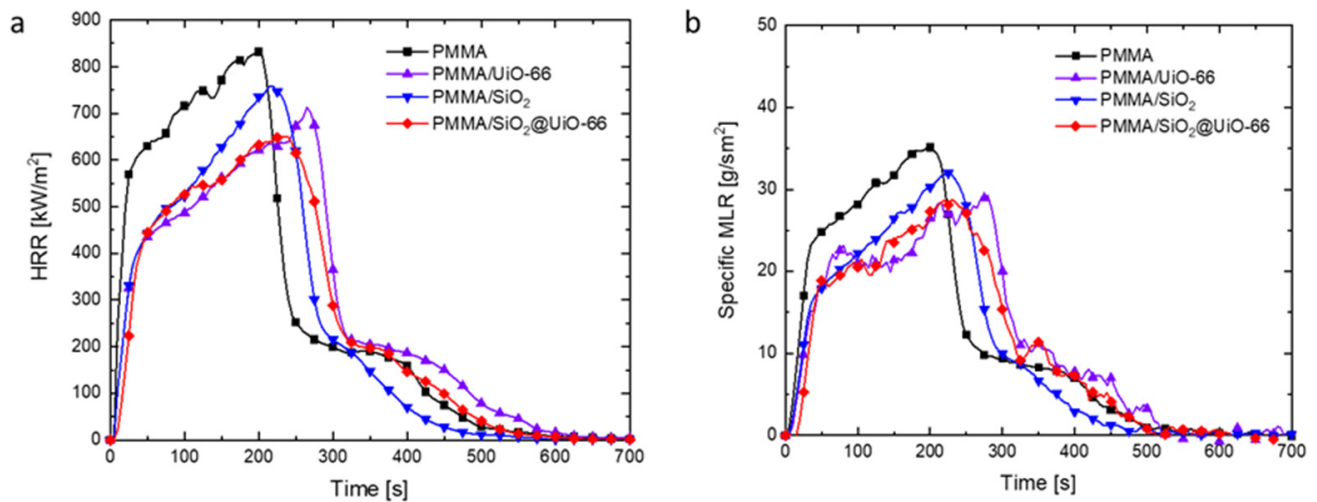 a
HRR [kW/m²]
900
800
700
600
500
400
300
200
100
0
PMMA
PMMA/UiO-66
PMMA/SiO₂
PMMA/SiO₂@UiO-66
0 100 200 300 400 500 600 700
Time [s]
b
Specific MLR [g/sm²]
50
40
30
20
10
0
PMMA
PMMA/UiO-66
PMMA/SiO₂
PMMA/SiO₂@UiO-66
0 100 200 300 400 500 600 700
Time [s]